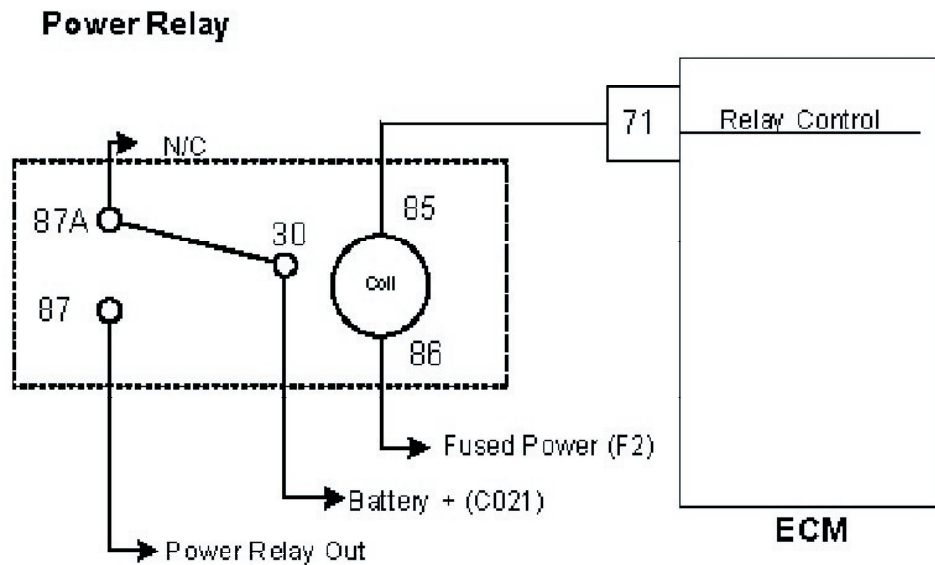 Power Relay
71
Relay Control
N/C
87A
30
85
Coll
87
86
Fused Power (F2)
Battery + (C021)
ECM
Power Relay Out